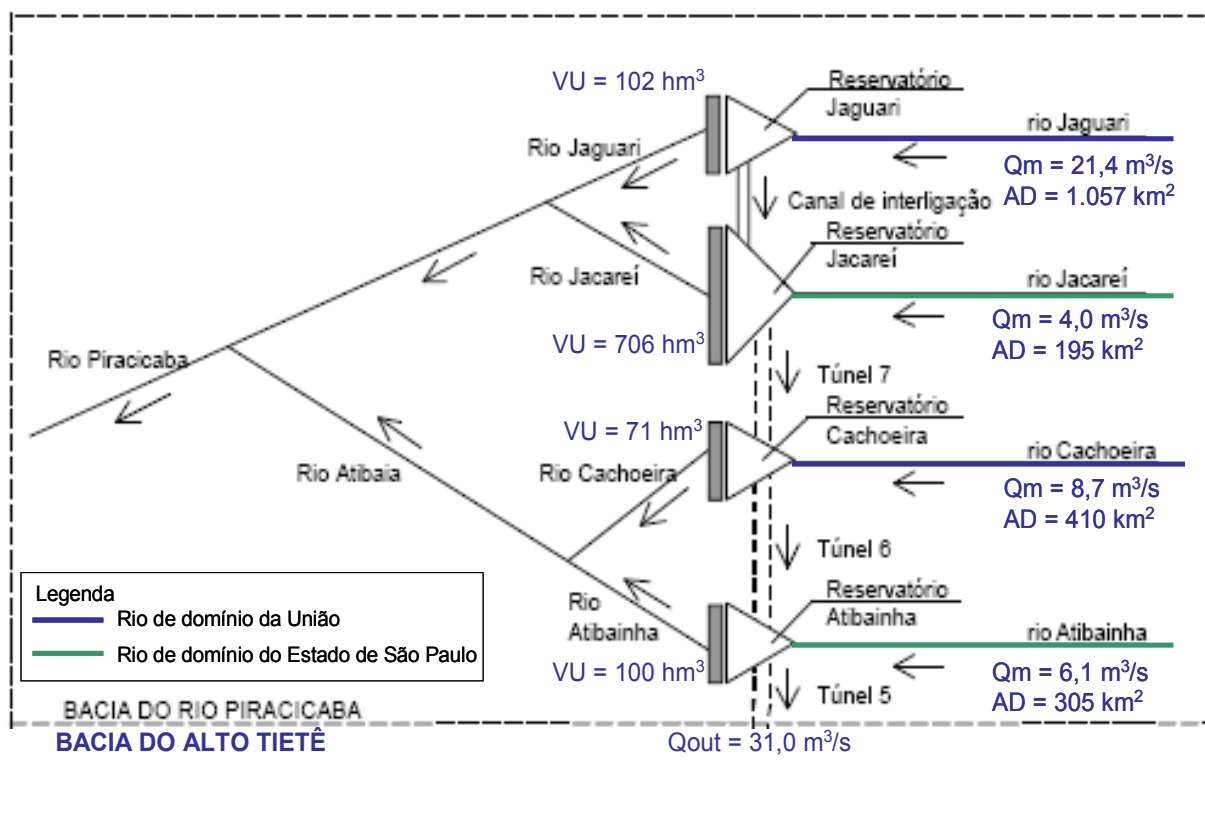 VU = 102 hm³
Reservatório
Jaguari
rio Jaguari
Qm = 21,4 m³/s
AD = 1.057 km²
Rio Jaguari
Canal de interligação
Reservatório
Jacareí
rio Jacareí
Qm = 4,0 m³/s
AD = 195 km²
Rio Jacareí
VU = 706 hm³
Rio Piracicaba
Túnel 7
Reservatório
Cachoeira
rio Cachoeira
Qm = 8,7 m³/s
AD = 410 km²
VU = 71 hm³
Rio Cachoeira
Rio Atibaia
Túnel 6
Reservatório
Atibainha
rio Atibainha
Qm = 6,1 m³/s
AD = 305 km²
Rio
Atibainha
VU = 100 hm³
Túnel 5
Legenda
Rio de domínio da União
Rio de domínio do Estado de São Paulo
BACIA DO RIO PIRACICABA
BACIA DO ALTO TIETÊ
Qout = 31,0 m³/s